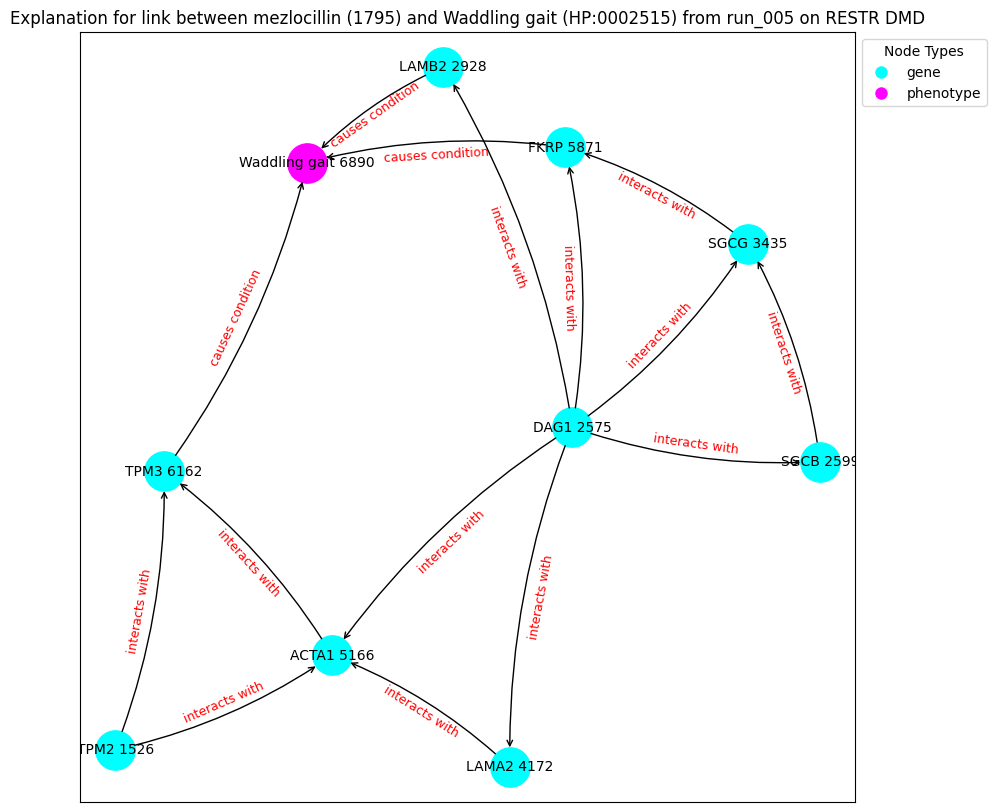 Explanation for link between mezlocillin (1795) and Waddling gait (HP:0002515) from run_005 on RESTR DMD
Node Types
gene
phenotype
LAMB2 2928
causes condition
FKRP 5871
Waddling gait 6890
causes condition
interacts with
SGCG 3435
interacts with
interacts with
causes condition
interacts with
interacts with
DAG1 2575
interacts with
SGCB 2599
TPM3 6162
interacts with
interacts with
interacts with
interacts with
ACTA1 5166
interacts with
interacts with
TPM2 1526
LAMA2 4172